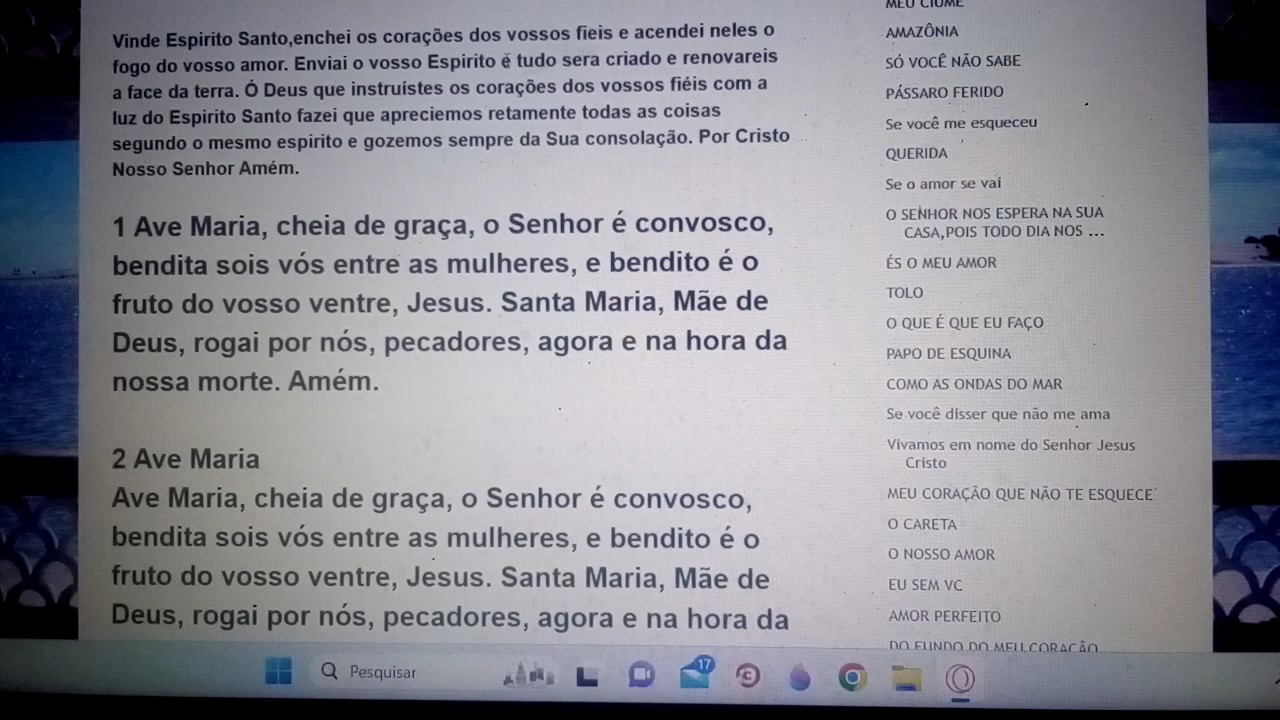 Vinde Espirito Santo,enchei os corações dos vossos fieis e acendei neles o
fogo do vosso amor. Enviai o vosso Espirito e tudo sera criado e renovareis
a face da terra. Ó Deus que instruístes os corações dos vossos fiéis com a
luz do Espirito Santo fazei que apreciemos retamente todas as coisas
segundo o mesmo espirito e gozemos sempre da Sua consolação. Por Cristo
Nosso Senhor Amém.
1 Ave Maria, cheia de graça, o Senhor é convosco,
bendita sois vós entre as mulheres, e bendito é o
fruto do vosso ventre, Jesus. Santa Maria, Mãe de
Deus, rogai por nós, pecadores, agora e na hora da
nossa morte. Amém.
2 Ave Maria
Ave Maria, cheia de graça, o Senhor é convosco,
bendita sois vós entre as mulheres, e bendito é o
fruto do vosso ventre, Jesus. Santa Maria, Mãe de
Deus, rogai por nós, pecadores, agora e na hora da
MEU CIÚME
AMAZÔNIA
SÓ VOCÊ NÃO SABE
PÁSSARO FERIDO
Se você me esqueceu
QUERIDA
Se o amor se vai
O SENHOR NOS ESPERA NA SUA
CASA,POIS TODO DIA NOS ...
ÉS O MEU AMOR
TOLO
O QUE É QUE EU FAÇO
PAPO DE ESQUINA
COMO AS ONDAS DO MAR
Se você disser que não me ama
Vivamos em nome do Senhor Jesus
Cristo
MEU CORAÇÃO QUE NÃO TE ESQUECE
O CARETA
O NOSSO AMOR
EU SEM VC
AMOR PERFEITO
DO FUNDO DO MEU CORAÇÃO
Pesquisar
17